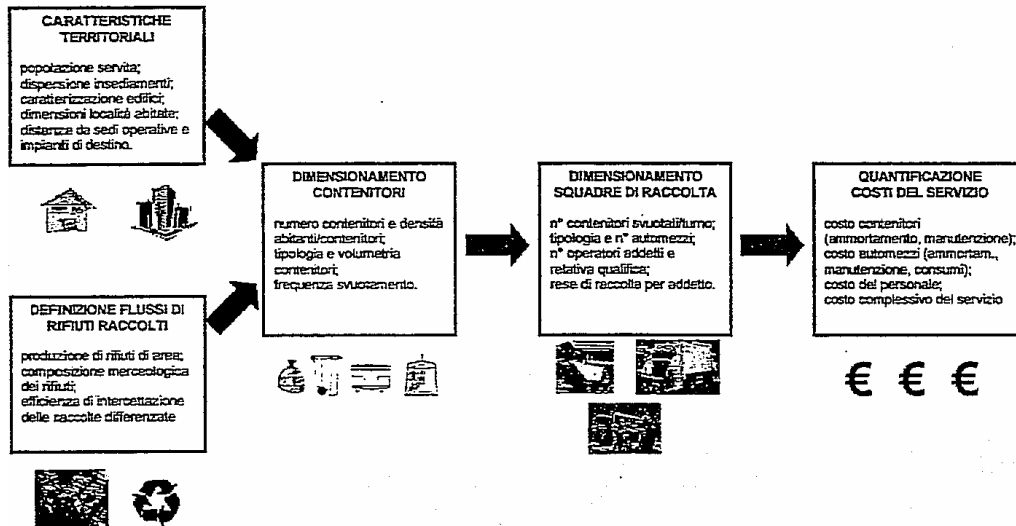 CARATTERISTICHE
TERRITORIALI
popolazione servita;
dispersione insediamenti;
caratterizzazione edifici;
dimensioni località abitate;
distanze da sedi operative e
impianti di destino.
DEFINIZIONE FLUSSI DI
RIFIUTI RACCOLTI
produzione di rifiuti di area;
composizione merceologica
dei rifiuti;
efficienza di intercettazione
delle raccolte differenzate
DIMENSIONAMENTO
CONTENITORI
numero contenitori e densità
abitanti/contenitori;
tipologia e volumetria
contenitori;
frequenza svuotamento.
DIMENSIONAMENTO
SQUADRE DI RACCOLTA
n° contenitori svuotati/turno;
tipologia e n° automezzi;
n° operatori addetti e
relativa qualifica;
rese di raccolta per addetto.
QUANTIFICAZIONE
COSTI DEL SERVIZIO
costo contenitori
(ammortamento, manutenzione);
costo automezzi (ammortam.,
manutenzione, consumi);
costo del personale;
costo complessivo del servizio
€ € €